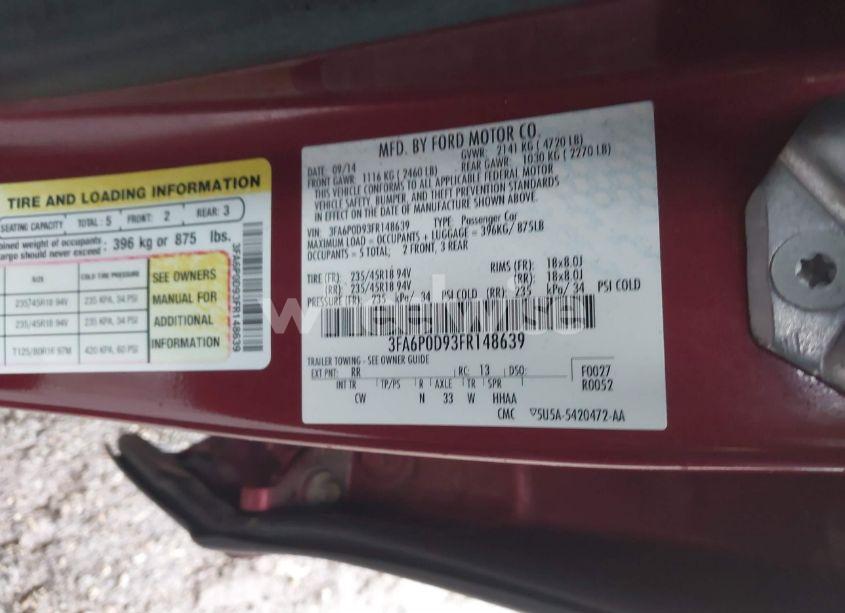 MFD. BY FORD MOTOR CO.
DATE: 09/14 GVWR: 2141 KG ( 4720 LB)
FRONT GAWR: 1116 KG ( 2460 LB) REAR GAWR: 1030 KG ( 2270 LB)
THIS VEHICLE CONFORMS TO ALL APPLICABLE FEDERAL MOTOR
VEHICLE SAFETY, BUMPER, AND THEFT PREVENTION STANDARDS
IN EFFECT ON THE DATE OF MANUFACTURE SHOWN ABOVE.
VIN: 3FA6P0D93FR148639 TYPE: Passenger Car
MAXIMUM LOAD = OCCUPANTS + LUGGAGE = 396KG/ 875LB
OCCUPANTS = 5 TOTAL; 2 FRONT, 3 REAR
TIRE (FR): 235/45R18 94V RIMS (FR): 18x8.0J
(RR): 235/45R18 94V (RR): 18x8.0J
PRESSURE (FR): 235 kPa/ 34 PSI COLD (RR): 235 kPa/ 34 PSI COLD
3FA6P0D93FR148639
TRAILER TOWING - SEE OWNER GUIDE
EXT PNT: RR RC: 13 DSO: F0027
R0052
INT TR TP/PS R AXLE TR SPR
CW N 33 W HHAA
CMC 5U5A-5420472-AA
TIRE AND LOADING INFORMATION
SEATING CAPACITY TOTAL: 5 FRONT: 2 REAR: 3
weight of occupants
cargo should never exceed: 396 kg or 875 lbs.
SIZE COLD TIRE PRESSURE
235/45R18 94V 235 KPA, 34 PSI
235/45R18 94V 235 KPA, 34 PSI
T125/80R16 97M 420 KPA, 60 PSI
SEE OWNERS
MANUAL FOR
ADDITIONAL
INFORMATION
3FA6P0D93FR148639
wheelwise